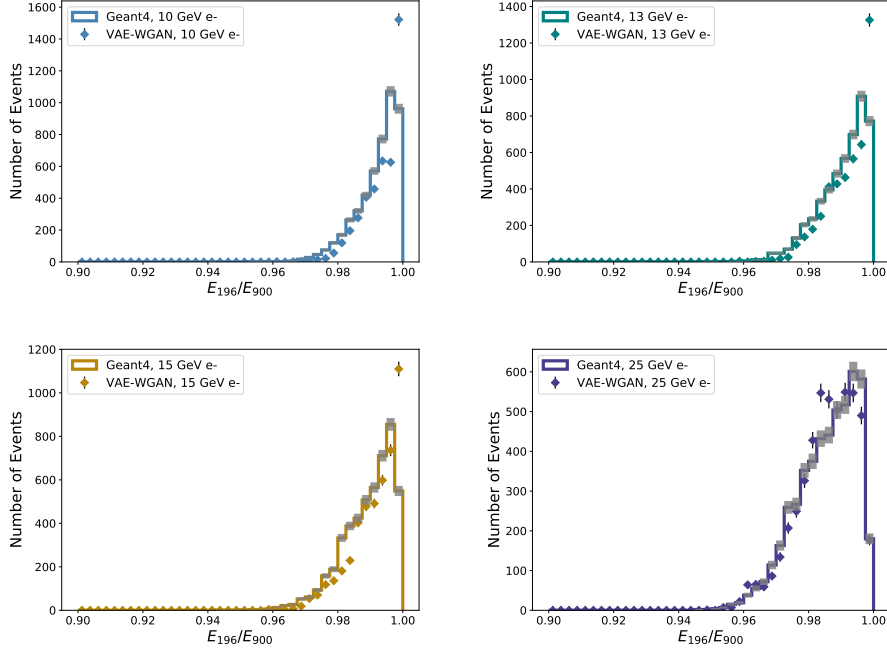 Geant4, 10 GeV e-
VAE-WGAN, 10 GeV e-
Number of Events
1600
1400
1200
1000
800
600
400
200
0
0.90 0.92 0.94 0.96 0.98 1.00
E196/E900
Geant4, 13 GeV e-
VAE-WGAN, 13 GeV e-
Number of Events
1400
1200
1000
800
600
400
200
0
0.90 0.92 0.94 0.96 0.98 1.00
E196/E900
Geant4, 15 GeV e-
VAE-WGAN, 15 GeV e-
Number of Events
1200
1000
800
600
400
200
0
0.90 0.92 0.94 0.96 0.98 1.00
E196/E900
Geant4, 25 GeV e-
VAE-WGAN, 25 GeV e-
Number of Events
600
500
400
300
200
100
0
0.90 0.92 0.94 0.96 0.98 1.00
E196/E900